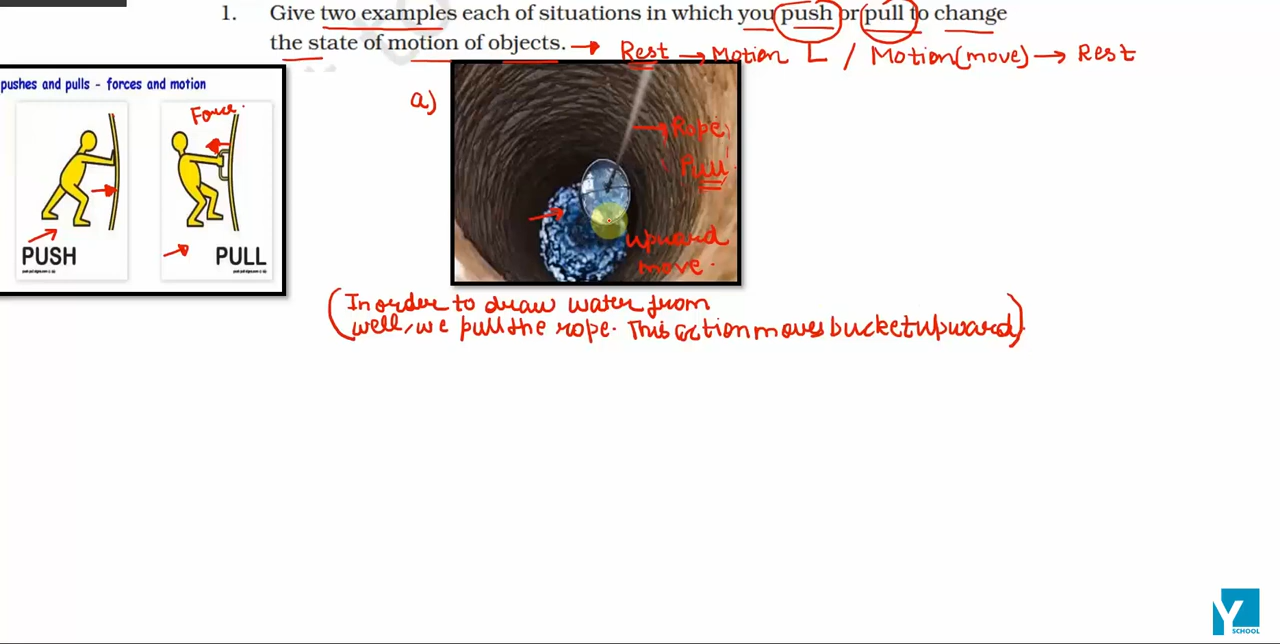 1. Give two examples each of situations in which you push or pull to change
the state of motion of objects. → Rest → Motion / Motion (move) → Rest
pushes and pulls - forces and motion
Force.
PUSH
PULL
a)
Rope
Pull
upward
move.
(In order to draw water from
well, we pull the rope. This action moves bucket upward)
Y
SCHOOL